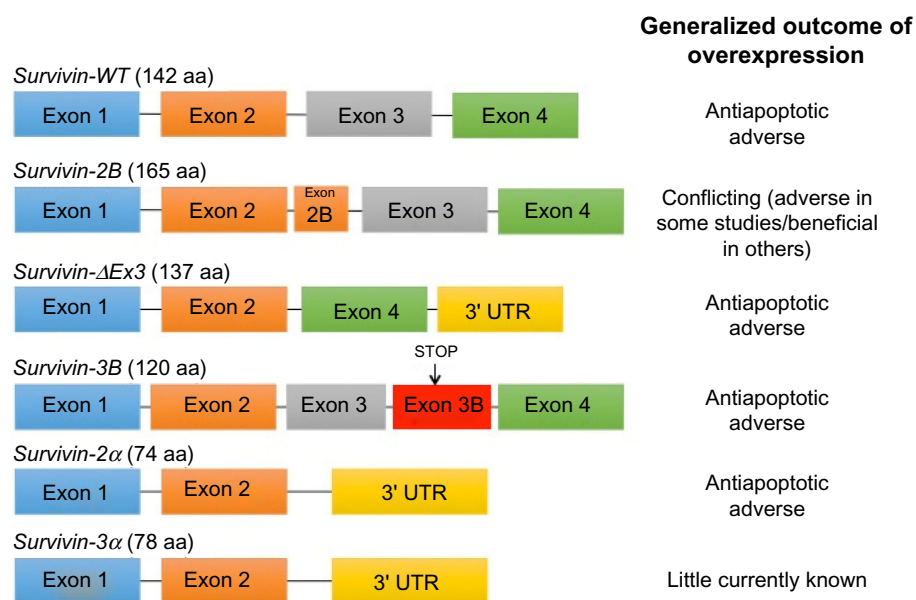 Generalized outcome of
overexpression
Survivin-WT (142 aa)
Exon 1 Exon 2 Exon 3 Exon 4
Antiapoptotic
adverse
Survivin-2B (165 aa)
Exon 1 Exon 2 Exon 2B Exon 3 Exon 4
Conflicting (adverse in
some studies/beneficial
in others)
Survivin-ΔEx3 (137 aa)
Exon 1 Exon 2 Exon 4 3' UTR
Antiapoptotic
adverse
STOP
Survivin-3B (120 aa)
Exon 1 Exon 2 Exon 3 Exon 3B Exon 4
Antiapoptotic
adverse
Survivin-2α (74 aa)
Exon 1 Exon 2 3' UTR
Antiapoptotic
adverse
Survivin-3α (78 aa)
Exon 1 Exon 2 3' UTR
Little currently known